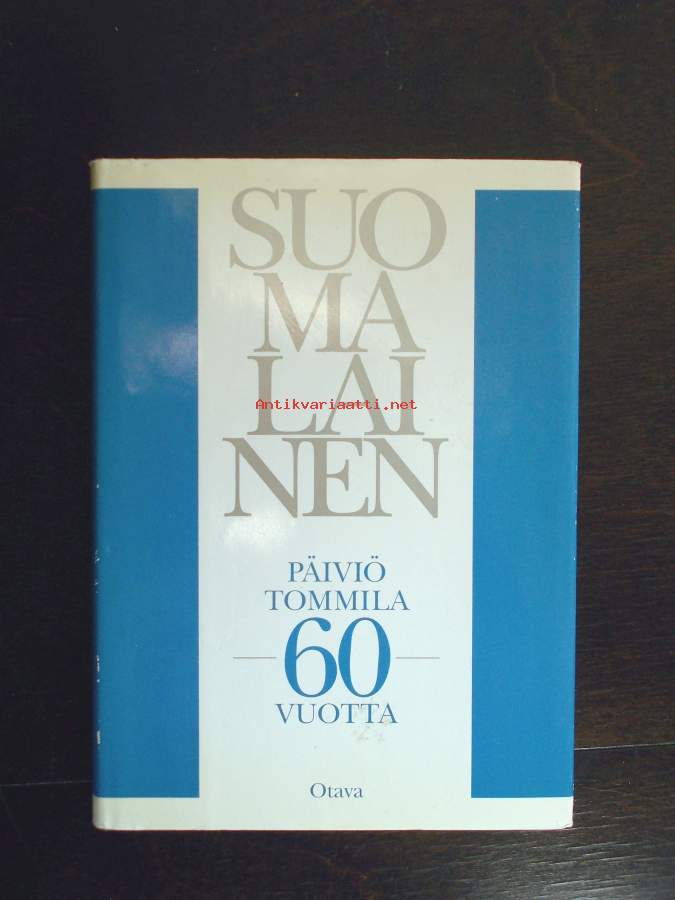 SUO
MA
LAI
NEN
Antikvariaatti.net
PÄIVIÖ
TOMMILA
60
VUOTTA
Otava